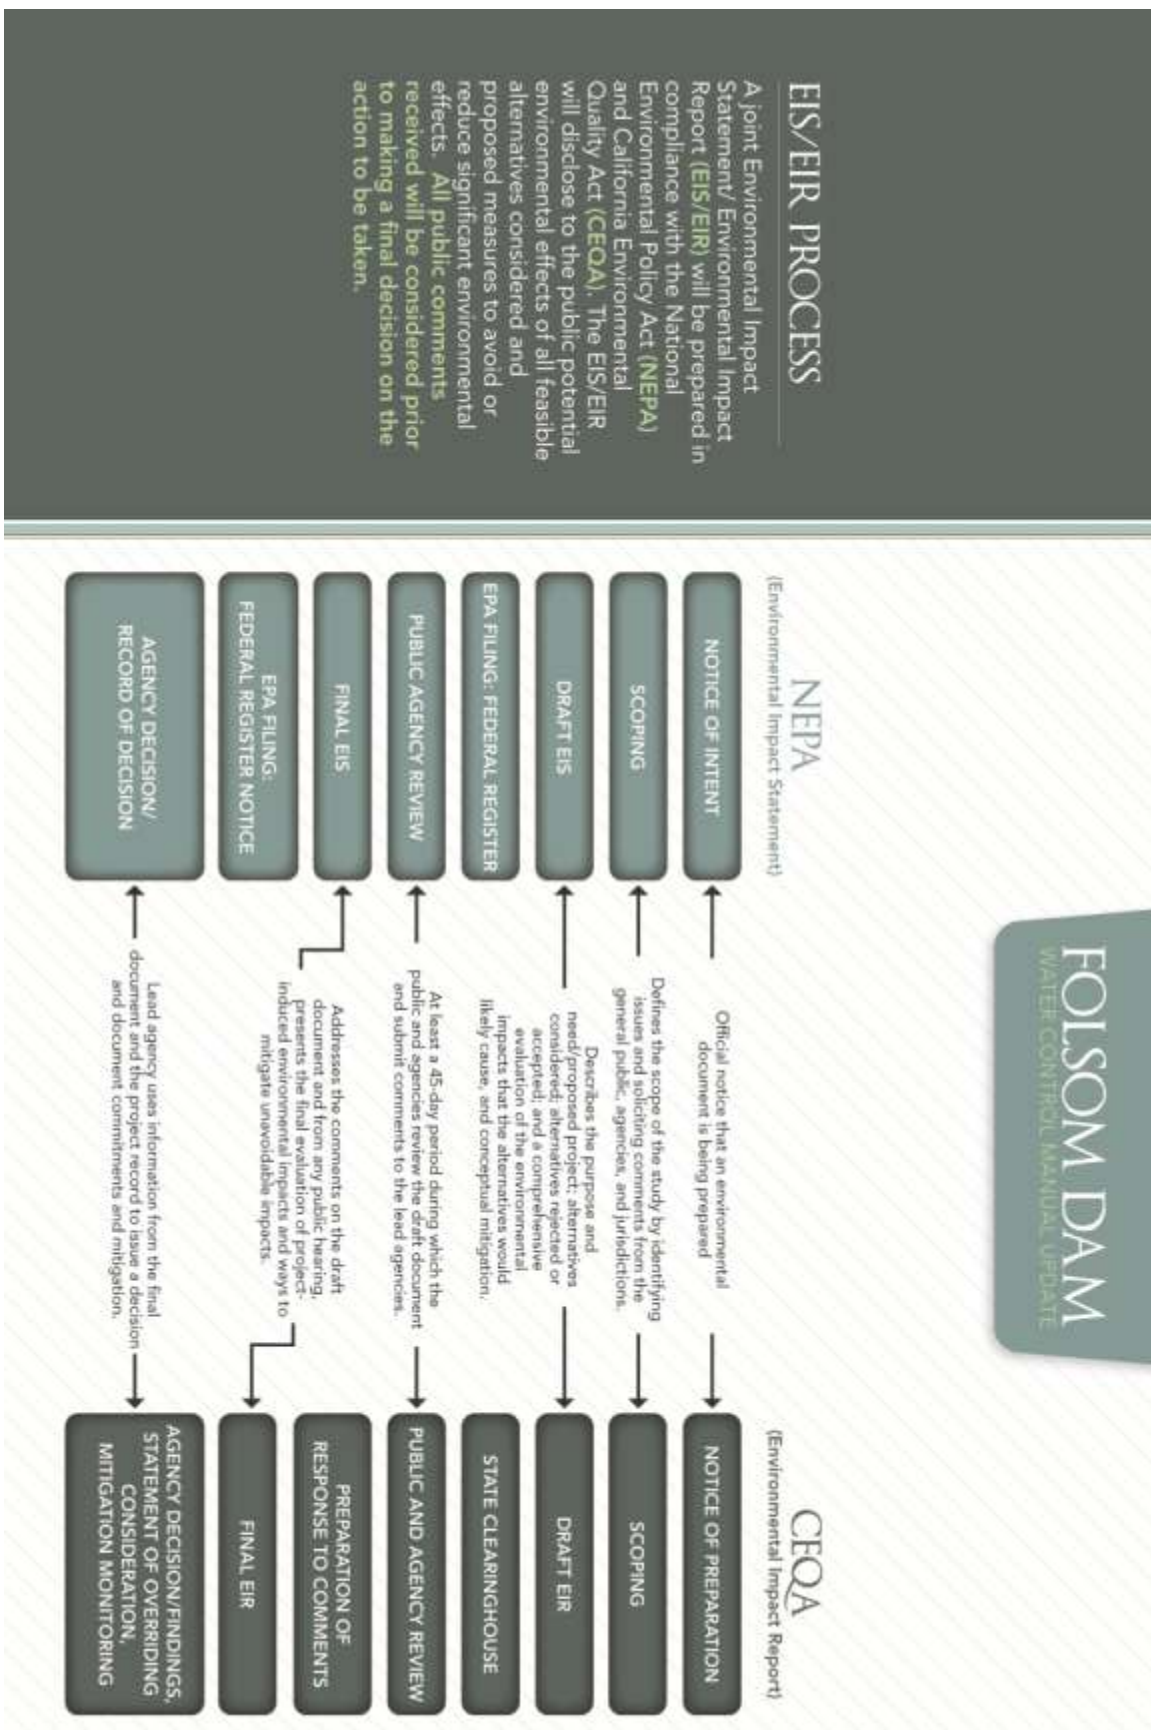 FOLSOM DAM
WATER CONTROL MANUAL UPDATE
EIS/EIR PROCESS
A joint Environmental Impact
Statement/ Environmental Impact
Report (EIS/EIR) will be prepared in
compliance with the National
Environmental Policy Act (NEPA)
and California Environmental
Quality Act (CEQA). The EIS/EIR
will disclose to the public potential
environmental effects of all feasible
alternatives considered and
proposed measures to avoid or
reduce significant environmental
effects. All public comments
received will be considered prior
to making a final decision on the
action to be taken.
NEPA
(Environmental Impact Statement)
NOTICE OF INTENT
SCOPING
DRAFT EIS
EPA FILING: FEDERAL REGISTER
PUBLIC AGENCY REVIEW
FINAL EIS
EPA FILING:
FEDERAL REGISTER NOTICE
AGENCY DECISION/
RECORD OF DECISION
Official notice that an environmental
document is being prepared
Defines the scope of the study by identifying
issues and soliciting comments from the
general public, agencies, and jurisdictions.
Describes the purpose and
need/proposed project; alternatives
considered; alternatives rejected or
accepted; and a comprehensive
evaluation of the environmental
impacts that the alternatives would
likely cause, and conceptual mitigation.
At least a 45-day period during which the
public and agencies review the draft document
and submit comments to the lead agencies.
Addresses the comments on the draft
document and from any public hearing,
presents the final evaluation of project-
induced environmental impacts and ways to
mitigate unavoidable impacts.
Lead agency uses information from the final
document and the project record to issue a decision
and document commitments and mitigation.
CEQA
(Environmental Impact Report)
NOTICE OF PREPARATION
SCOPING
DRAFT EIR
STATE CLEARINGHOUSE
PUBLIC AND AGENCY REVIEW
PREPARATION OF
RESPONSE TO COMMENTS
FINAL EIR
AGENCY DECISION/FINDINGS,
STATEMENT OF OVERRIDING
CONSIDERATION,
MITIGATION MONITORING